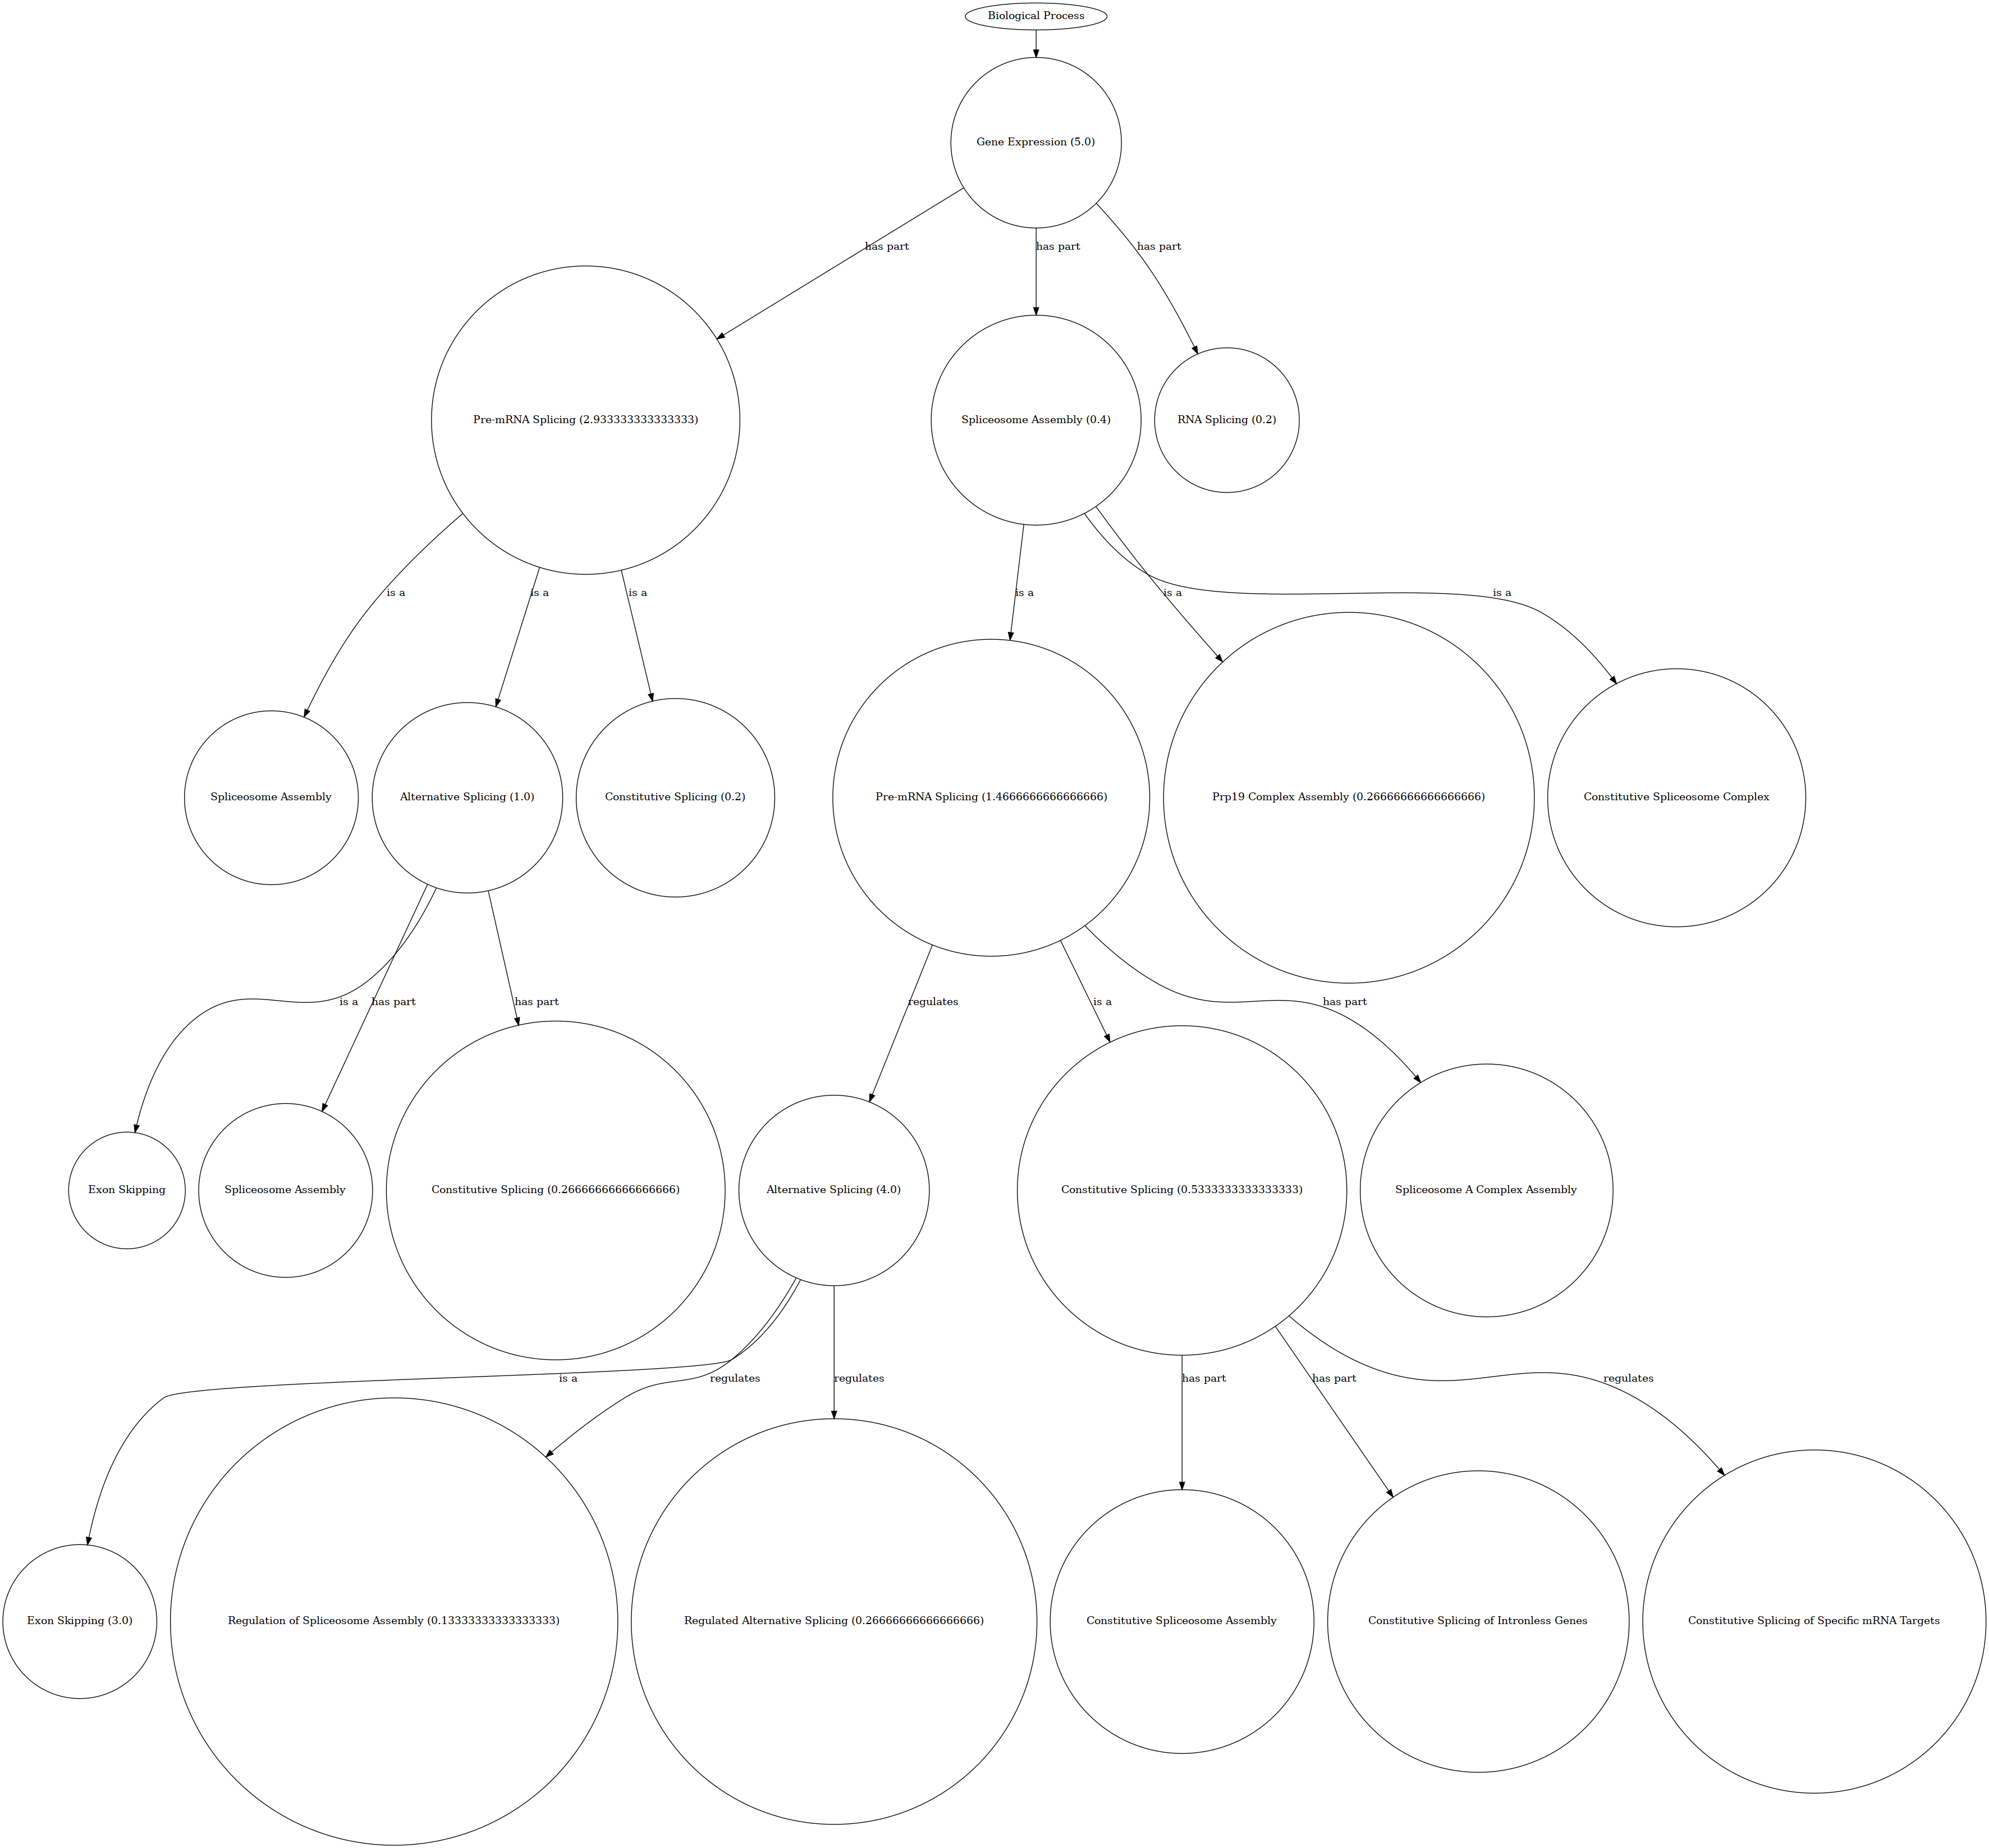 Biological Process
Gene Expression (5.0)
has part
has part
has part
Pre-mRNA Splicing (2.933333333333333)
Spliceosome Assembly (0.4)
RNA Splicing (0.2)
is a
is a
is a
is a
is a
is a
Spliceosome Assembly
Alternative Splicing (1.0)
Constitutive Splicing (0.2)
Pre-mRNA Splicing (1.4666666666666666)
Prp19 Complex Assembly (0.26666666666666666)
Constitutive Spliceosome Complex
is a
has part
has part
regulates
is a
has part
Exon Skipping
Spliceosome Assembly
Constitutive Splicing (0.26666666666666666)
Alternative Splicing (4.0)
Constitutive Splicing (0.5333333333333333)
Spliceosome A Complex Assembly
is a
regulates
regulates
has part
has part
regulates
Exon Skipping (3.0)
Regulation of Spliceosome Assembly (0.13333333333333333)
Regulated Alternative Splicing (0.26666666666666666)
Constitutive Spliceosome Assembly
Constitutive Splicing of Intronless Genes
Constitutive Splicing of Specific mRNA Targets